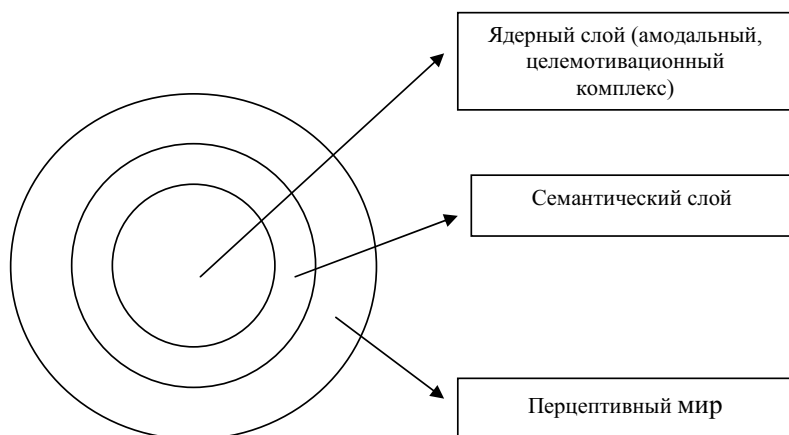 Ядерный слой (амодальный,
целемотивационный
комплекс)
Семантический слой
Перцептивный мир